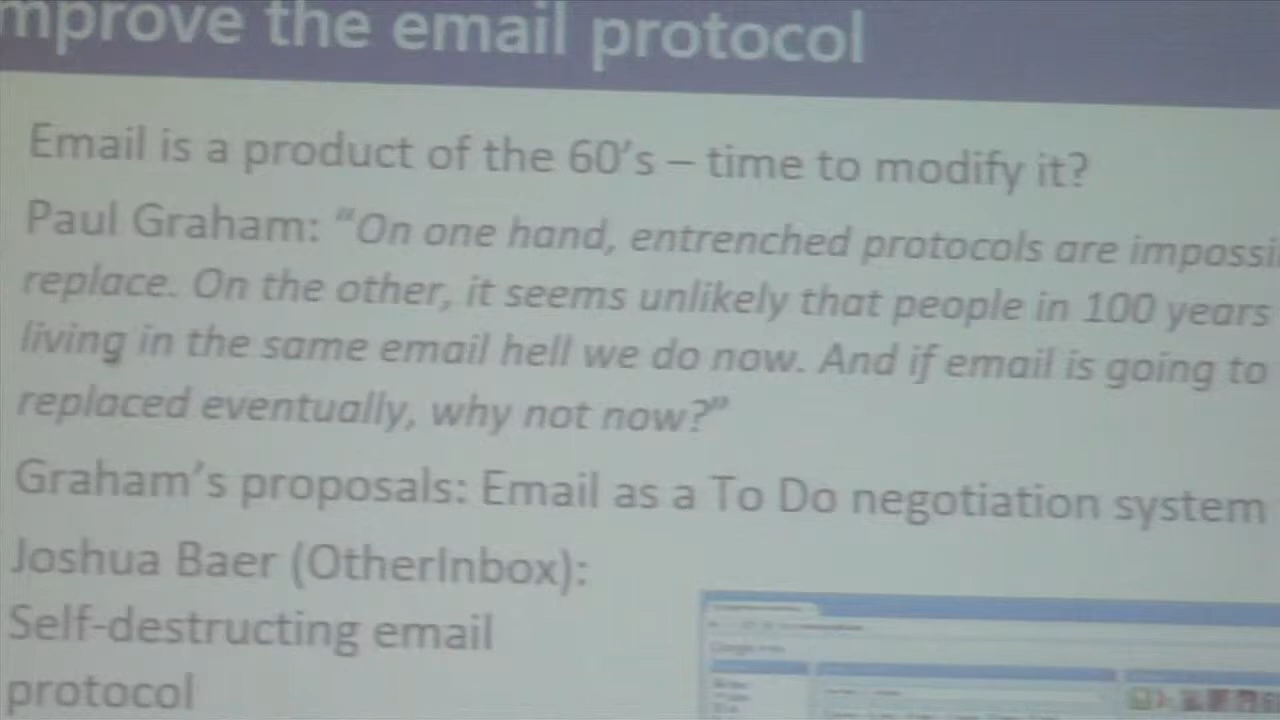 mprove the email protocol
Email is a product of the 60's – time to modify it?
Paul Graham: "On one hand, entrenched protocols are impossi
replace. On the other, it seems unlikely that people in 100 years
living in the same email hell we do now. And if email is going to
replaced eventually, why not now?"
Graham's proposals: Email as a To Do negotiation system
Joshua Baer (OtherInbox):
Self-destructing email
protocol